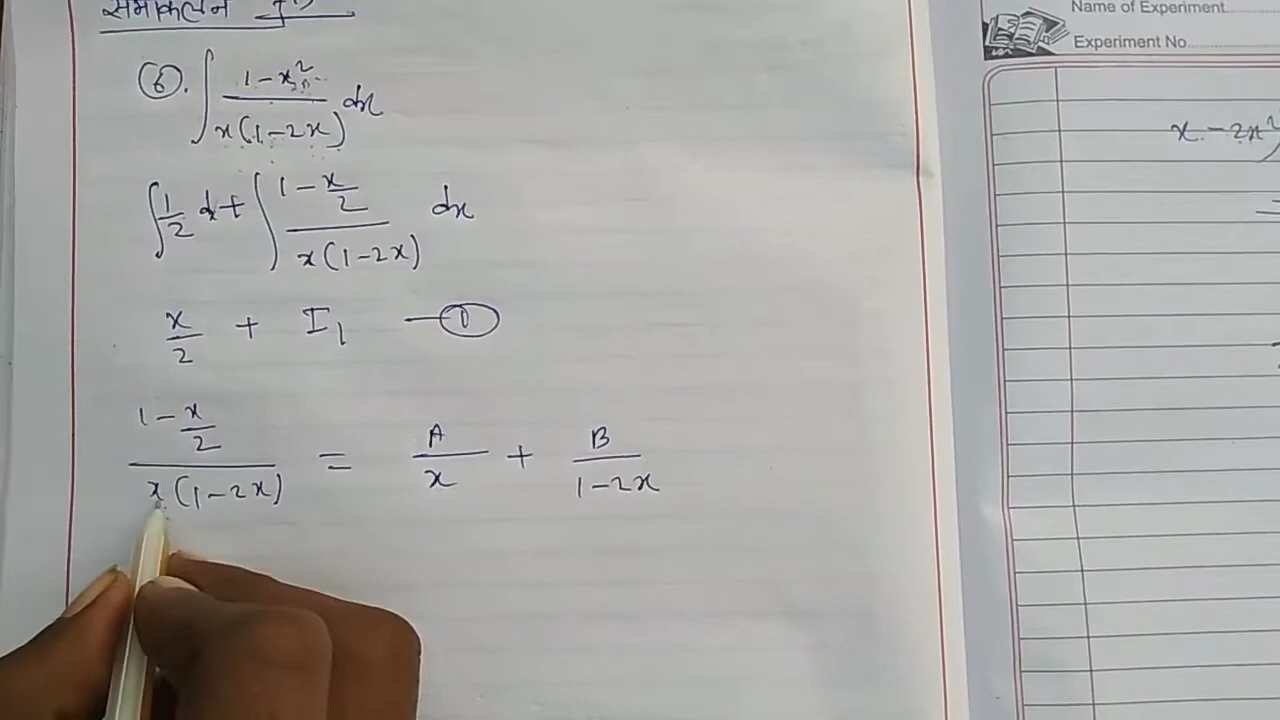 समाकलन
⑥. ∫ (1-x²)/(x(1-2x)) dx
∫ 1/2 dx + ∫ (1 - x/2)/(x(1-2x)) dx
x/2 + I₁ —①
(1 - x/2)/(x(1-2x)) = A/x + B/(1-2x)
Name of Experiment
Experiment No
x - 2x²